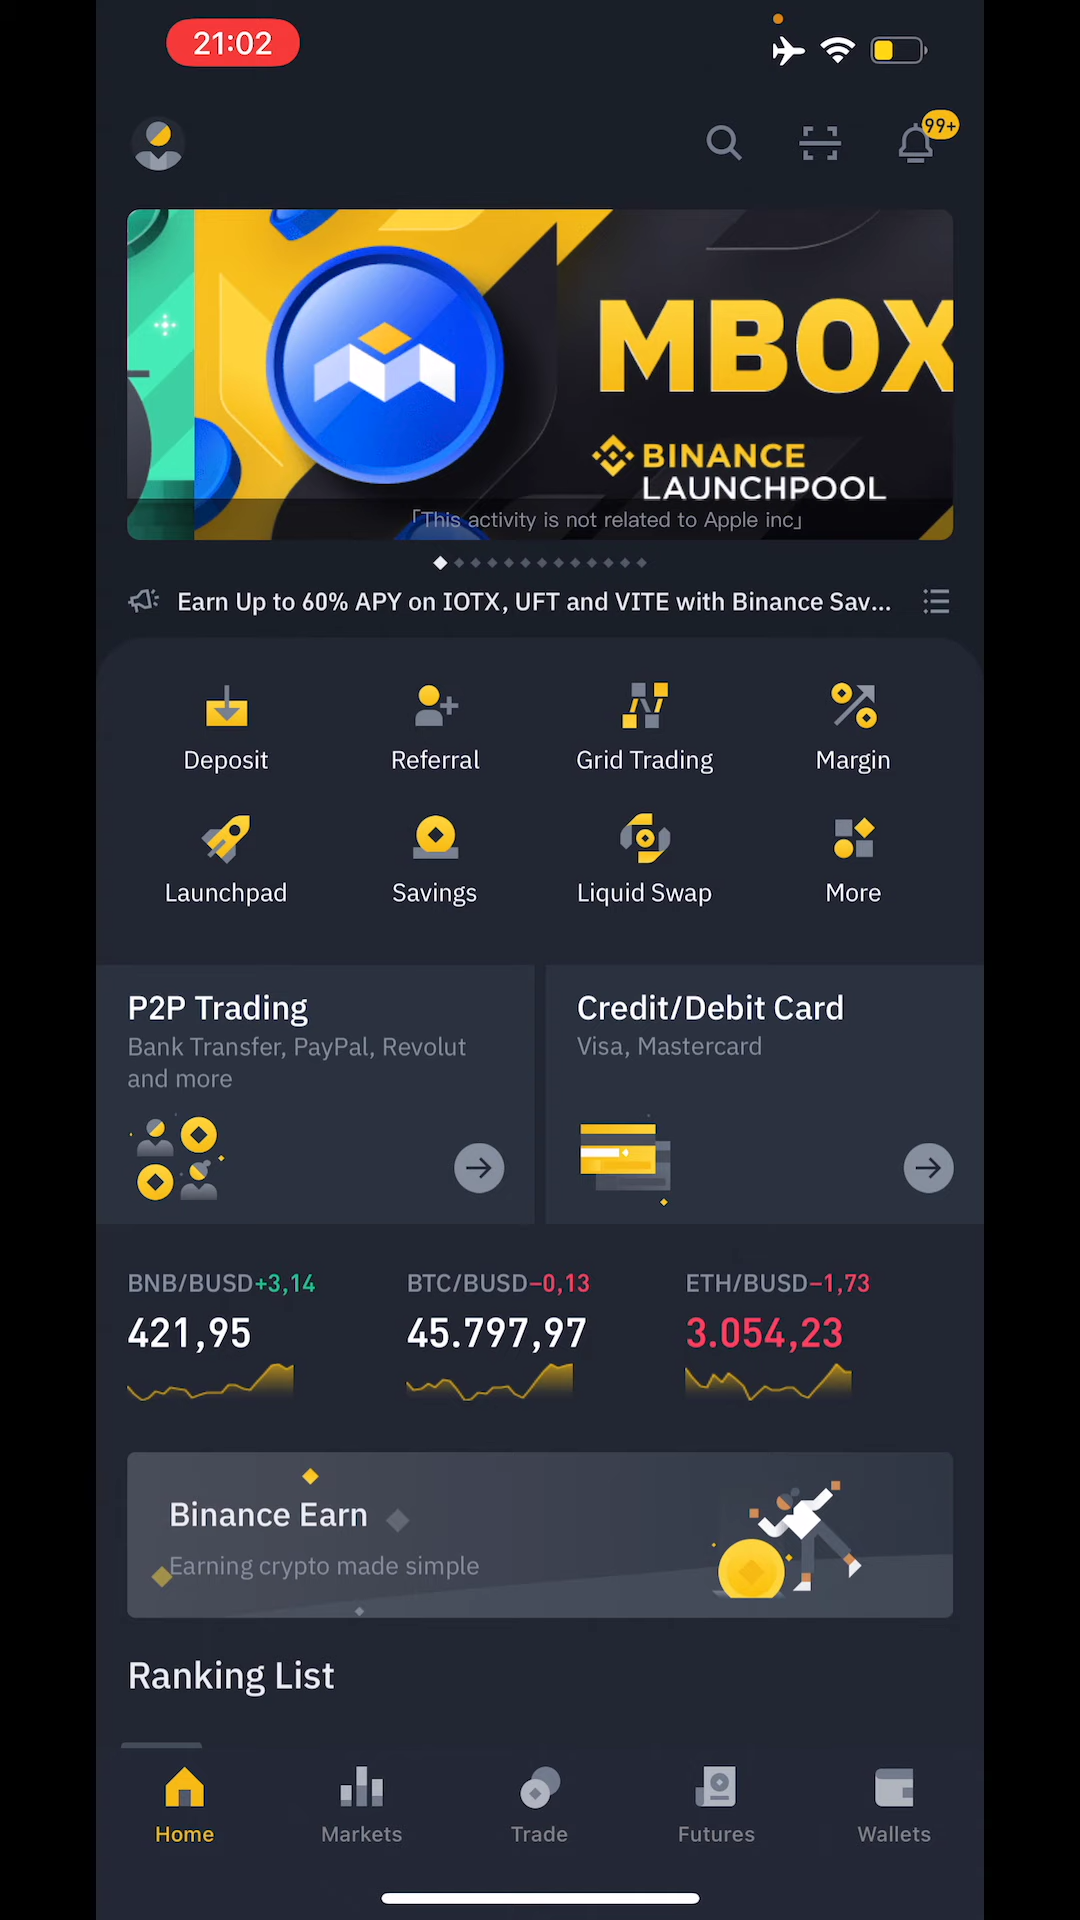 21:02
99+
MBOX
BINANCE
LAUNCHPOOL
「This activity is not related to Apple inc」
Earn Up to 60% APY on IOTX, UFT and VITE with Binance Sav...
Deposit
Referral
Grid Trading
Margin
Launchpad
Savings
Liquid Swap
More
P2P Trading
Bank Transfer, PayPal, Revolut
and more
Credit/Debit Card
Visa, Mastercard
BNB/BUSD+3,14
421,95
BTC/BUSD−0,13
45.797,97
ETH/BUSD−1,73
3.054,23
Binance Earn
Earning crypto made simple
Ranking List
Home
Markets
Trade
Futures
Wallets